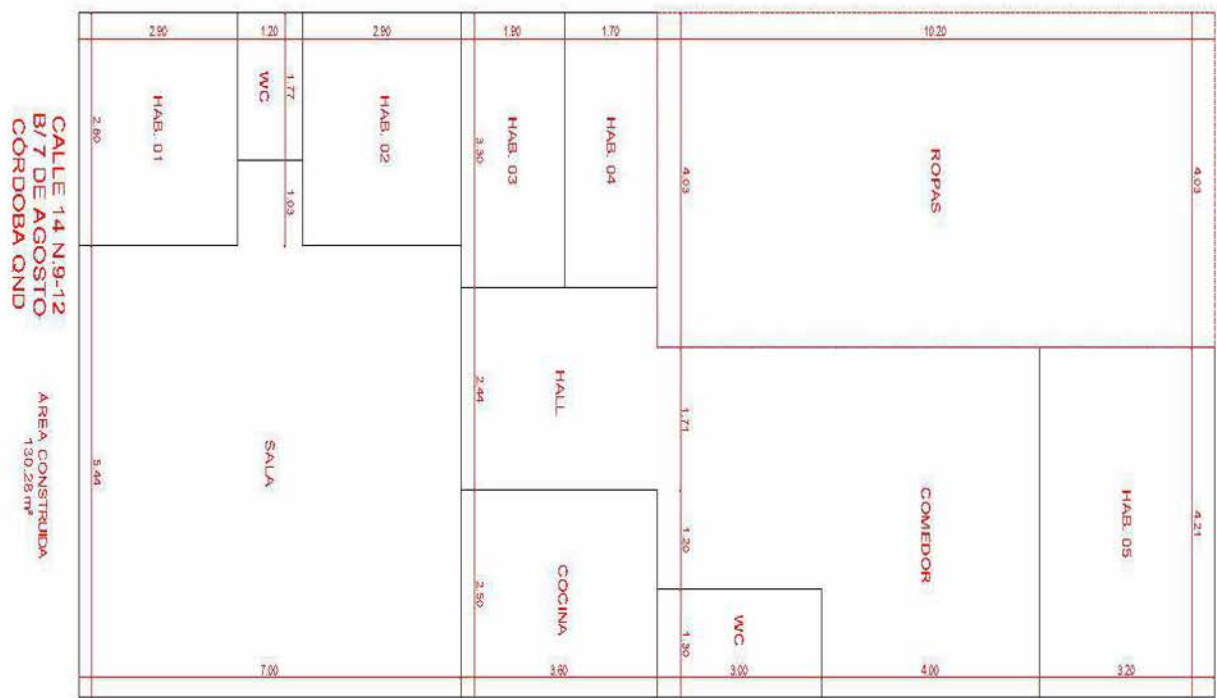 2.90
1.20
2.90
1.90
1.70
10.20
HAB. 01
WC
1.77
HAB. 02
HAB. 03
HAB. 04
ROPAS
2.60
1.03
3.30
4.03
4.03
HALL
SALA
5.44
2.44
1.71
COMEDOR
HAB. 05
4.21
1.20
COCINA
2.50
WC
1.30
7.00
3.60
3.00
4.00
3.20
CALLE 14 N.9-12
B/ 7 DE AGOSTO
CÓRDOBA QND
ÁREA CONSTRUIDA
130.28 m²